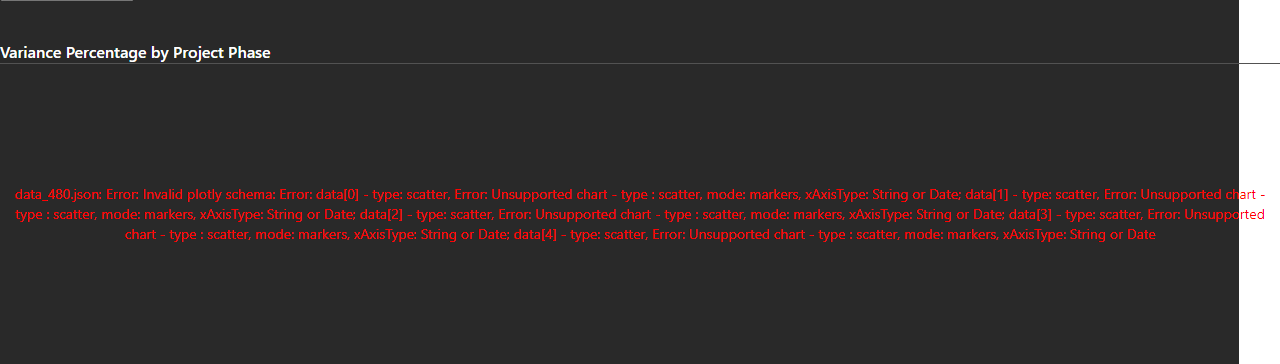 Variance Percentage by Project Phase
data_480.json: Error: Invalid plotly schema: Error: data[0] - type: scatter, Error: Unsupported chart - type : scatter, mode: markers, xAxisType: String or Date; data[1] - type: scatter, Error: Unsupported chart -
type : scatter, mode: markers, xAxisType: String or Date; data[2] - type: scatter, Error: Unsupported chart - type : scatter, mode: markers, xAxisType: String or Date; data[3] - type: scatter, Error: Unsupported
chart - type : scatter, mode: markers, xAxisType: String or Date; data[4] - type: scatter, Error: Unsupported chart - type : scatter, mode: markers, xAxisType: String or Date